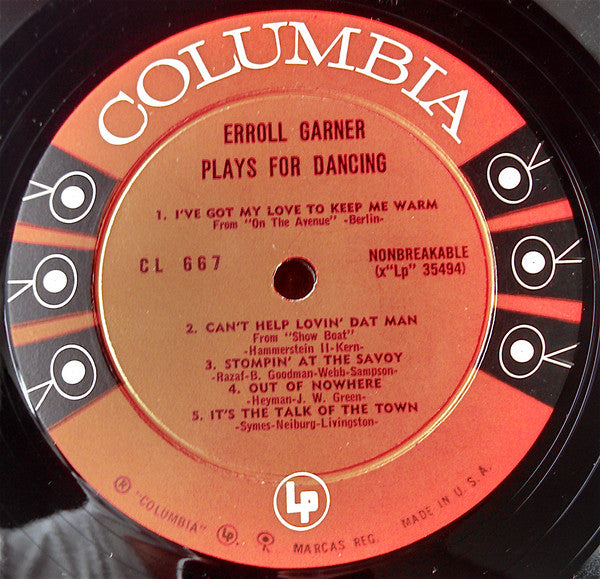 COLUMBIA
ERROLL GARNER
PLAYS FOR DANCING
1. I'VE GOT MY LOVE TO KEEP ME WARM
From "On The Avenue" -Berlin-
CL 667
NONBREAKABLE
(x"Lp" 35494)
2. CAN'T HELP LOVIN' DAT MAN
From "Show Boat"
-Hammerstein II-Kern-
3. STOMPIN' AT THE SAVOY
-Razaf-B. Goodman-Webb-Sampson-
4. OUT OF NOWHERE
-Heyman-J. W. Green-
5. IT'S THE TALK OF THE TOWN
-Symes-Neiburg-Livingston-
Lp
® "COLUMBIA" Lp MARCAS REG. MADE IN U. S. A.